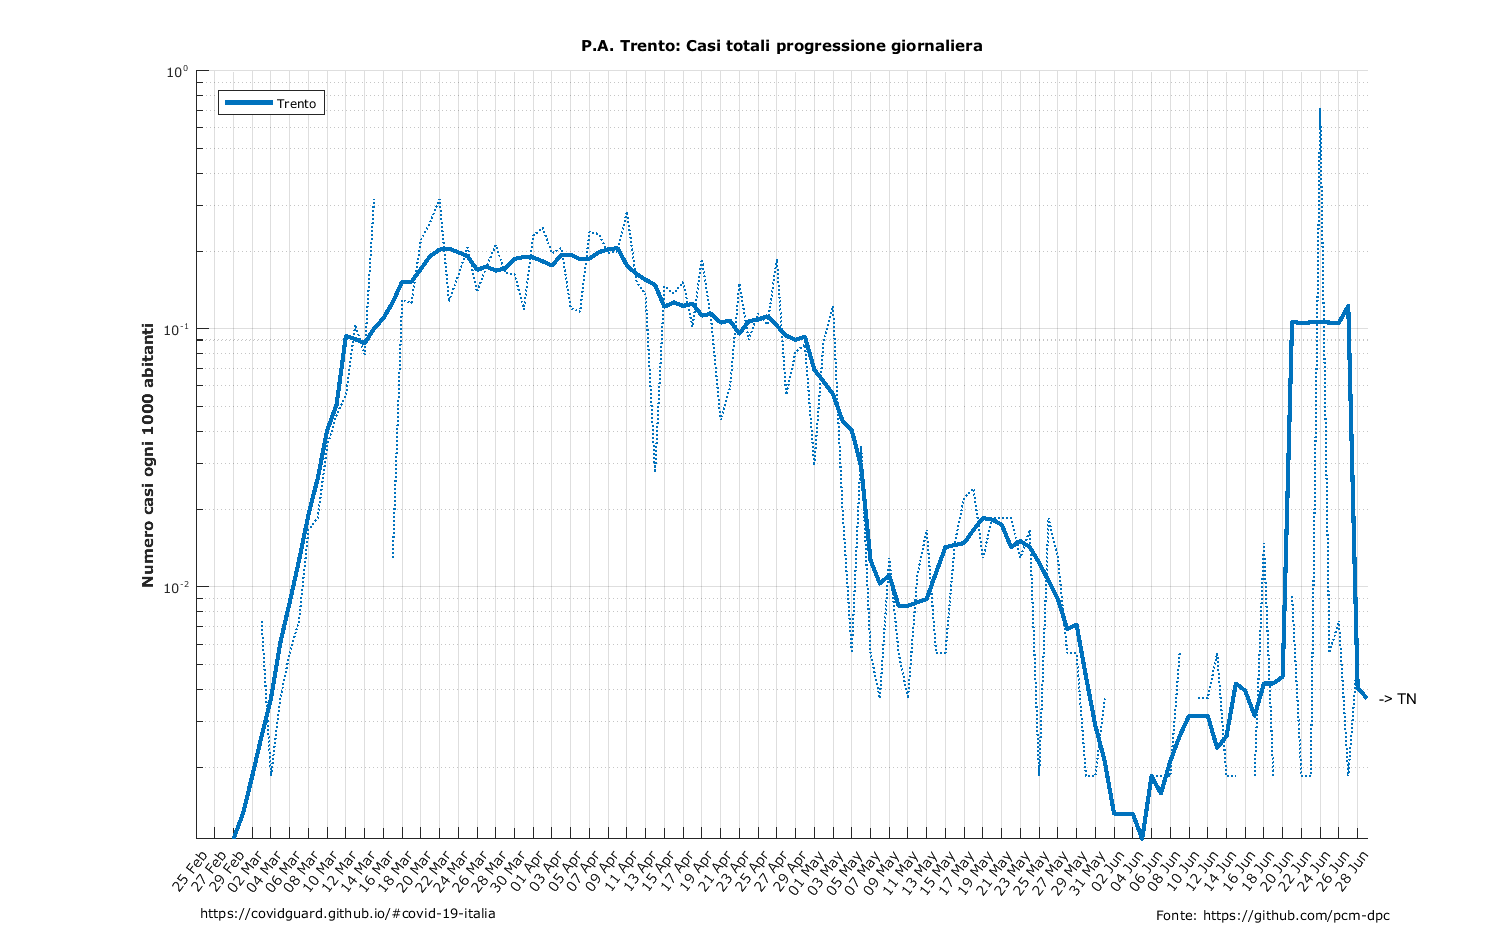 P.A. Trento: Casi totali progressione giornaliera
10⁰
Trento
10⁻¹
10⁻²
Numero casi ogni 1000 abitanti
-> TN
25 Feb
27 Feb
29 Feb
02 Mar
04 Mar
06 Mar
08 Mar
10 Mar
12 Mar
14 Mar
16 Mar
18 Mar
20 Mar
22 Mar
24 Mar
26 Mar
28 Mar
30 Mar
01 Apr
03 Apr
05 Apr
07 Apr
09 Apr
11 Apr
13 Apr
15 Apr
17 Apr
19 Apr
21 Apr
23 Apr
25 Apr
27 Apr
29 Apr
01 May
03 May
05 May
07 May
09 May
11 May
13 May
15 May
17 May
19 May
21 May
23 May
25 May
27 May
29 May
31 May
02 Jun
04 Jun
06 Jun
08 Jun
10 Jun
12 Jun
14 Jun
16 Jun
18 Jun
20 Jun
22 Jun
24 Jun
26 Jun
28 Jun
https://covidguard.github.io/#covid-19-italia
Fonte: https://github.com/pcm-dpc